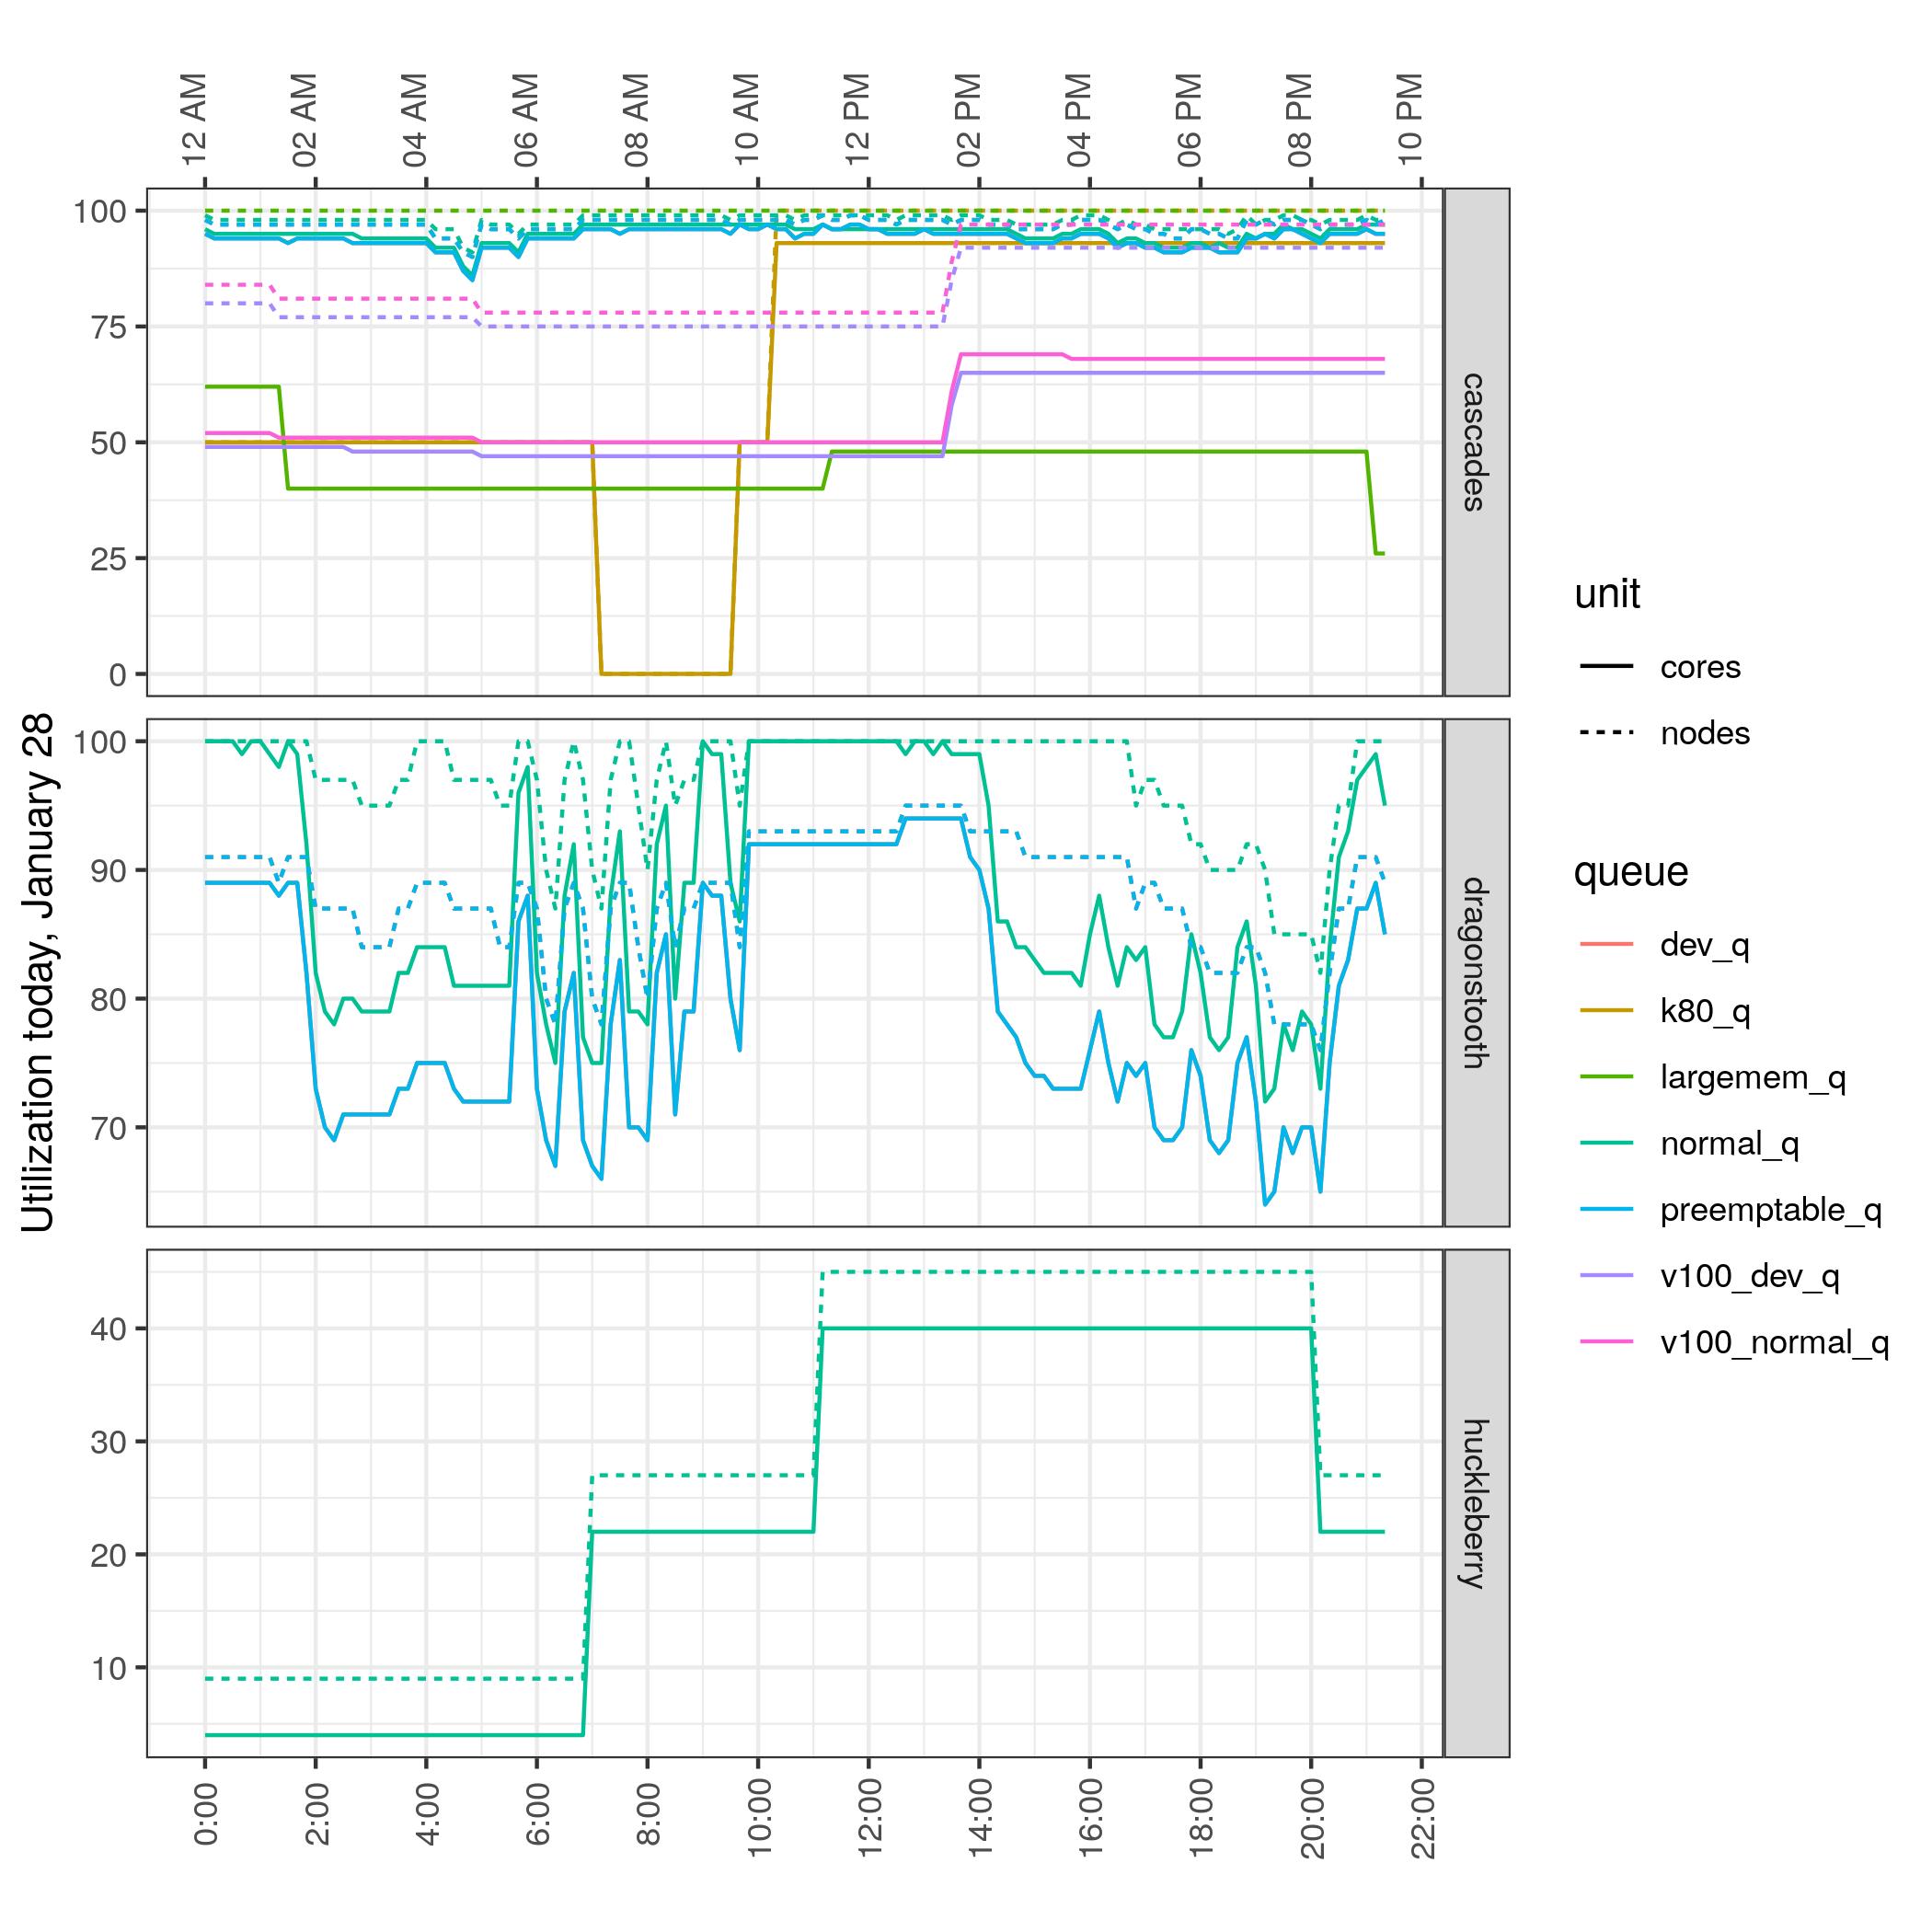 12 AM
02 AM
04 AM
06 AM
08 AM
10 AM
12 PM
02 PM
04 PM
06 PM
08 PM
10 PM
Utilization today, January 28
100
75
50
25
0
cascades
100
90
80
70
dragonstooth
40
30
20
10
huckleberry
0:00
2:00
4:00
6:00
8:00
10:00
12:00
14:00
16:00
18:00
20:00
22:00
unit
cores
nodes
queue
dev_q
k80_q
largemem_q
normal_q
preemptable_q
v100_dev_q
v100_normal_q